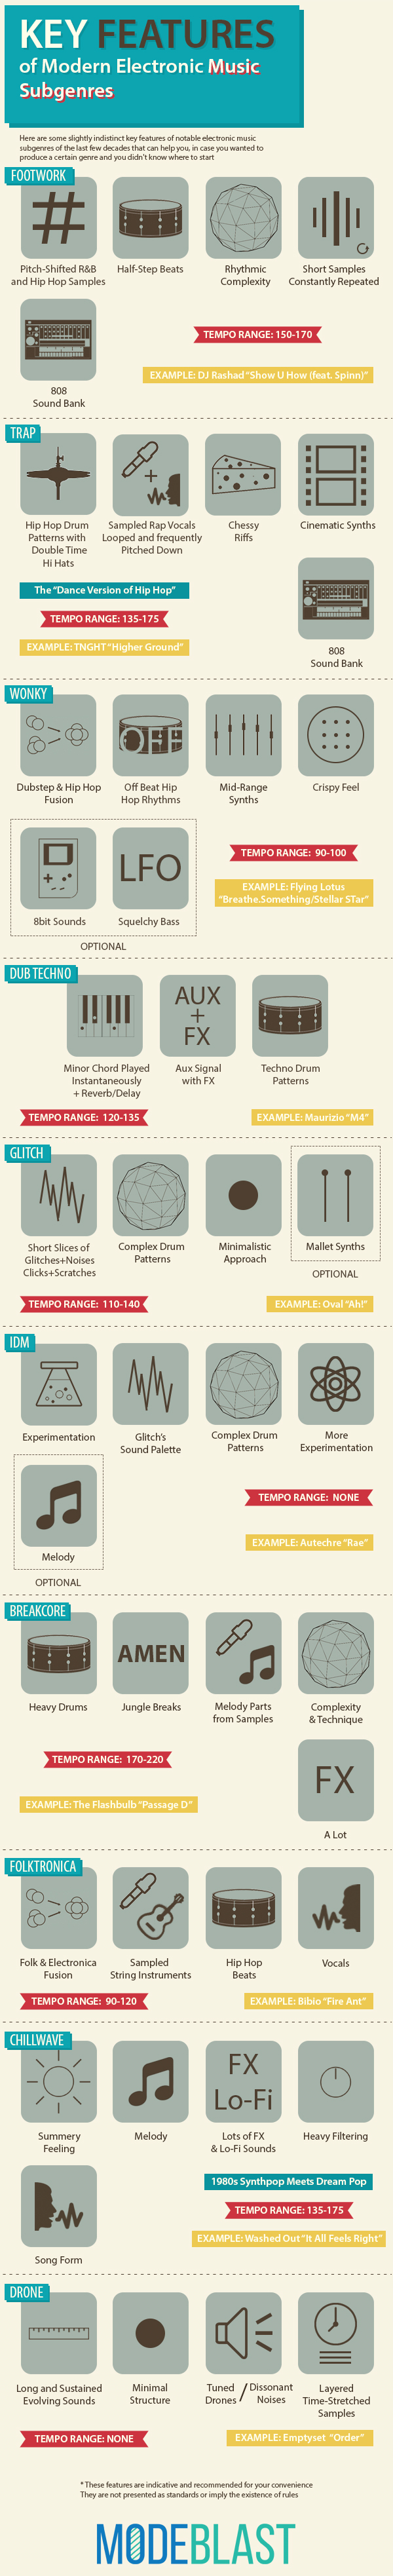 KEY FEATURES
of Modern Electronic Music
Subgenres
Here are some slightly indistinct key features of notable electronic music
subgenres of the last few decades that can help you, in case you wanted to
produce a certain genre and you didn't know where to start
FOOTWORK
Pitch-Shifted R&B
and Hip Hop Samples
Half-Step Beats
Rhythmic
Complexity
Short Samples
Constantly Repeated
808
Sound Bank
TEMPO RANGE: 150-170
EXAMPLE: DJ Rashad "Show U How (feat. Spinn)"
TRAP
Hip Hop Drum
Patterns with
Double Time
Hi Hats
Sampled Rap Vocals
Looped and frequently
Pitched Down
Chessy
Riffs
Cinematic Synths
The "Dance Version of Hip Hop"
TEMPO RANGE: 135-175
EXAMPLE: TNGHT "Higher Ground"
808
Sound Bank
WONKY
Dubstep & Hip Hop
Fusion
OFF
Off Beat Hip
Hop Rhythms
Mid-Range
Synths
Crispy Feel
8bit Sounds
LFO
Squelchy Bass
OPTIONAL
TEMPO RANGE: 90-100
EXAMPLE: Flying Lotus
"Breathe.Something/Stellar STar"
DUB TECHNO
Minor Chord Played
Instantaneously
+ Reverb/Delay
AUX
+
FX
Aux Signal
with FX
Techno Drum
Patterns
TEMPO RANGE: 120-135
EXAMPLE: Maurizio "M4"
GLITCH
Short Slices of
Glitches+Noises
Clicks+Scratches
Complex Drum
Patterns
Minimalistic
Approach
Mallet Synths
OPTIONAL
TEMPO RANGE: 110-140
EXAMPLE: Oval "Ah!"
IDM
Experimentation
Glitch's
Sound Palette
Complex Drum
Patterns
More
Experimentation
Melody
OPTIONAL
TEMPO RANGE: NONE
EXAMPLE: Autechre "Rae"
BREAKCORE
Heavy Drums
AMEN
Jungle Breaks
Melody Parts
from Samples
Complexity
& Technique
TEMPO RANGE: 170-220
EXAMPLE: The Flashbulb "Passage D"
FX
A Lot
FOLKTRONICA
Folk & Electronica
Fusion
Sampled
String Instruments
Hip Hop
Beats
Vocals
TEMPO RANGE: 90-120
EXAMPLE: Bibio "Fire Ant"
CHILLWAVE
Summery
Feeling
Melody
FX
Lo-Fi
Lots of FX
& Lo-Fi Sounds
Heavy Filtering
Song Form
1980s Synthpop Meets Dream Pop
TEMPO RANGE: 135-175
EXAMPLE: Washed Out "It All Feels Right"
DRONE
Long and Sustained
Evolving Sounds
Minimal
Structure
Tuned
Drones / Dissonant
Noises
Layered
Time-Stretched
Samples
TEMPO RANGE: NONE
EXAMPLE: Emptyset "Order"
* These features are indicative and recommended for your convenience
They are not presented as standards or imply the existence of rules
MODEBLAST